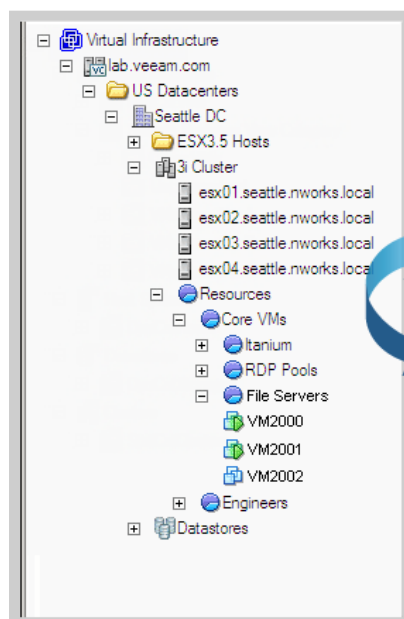 Virtual Infrastructure
lab.veeam.com
US Datacenters
Seattle DC
ESX3.5 Hosts
3i Cluster
esx01.seattle.nworks.local
esx02.seattle.nworks.local
esx03.seattle.nworks.local
esx04.seattle.nworks.local
Resources
Core VMs
Itanium
RDP Pools
File Servers
VM2000
VM2001
VM2002
Engineers
Datastores